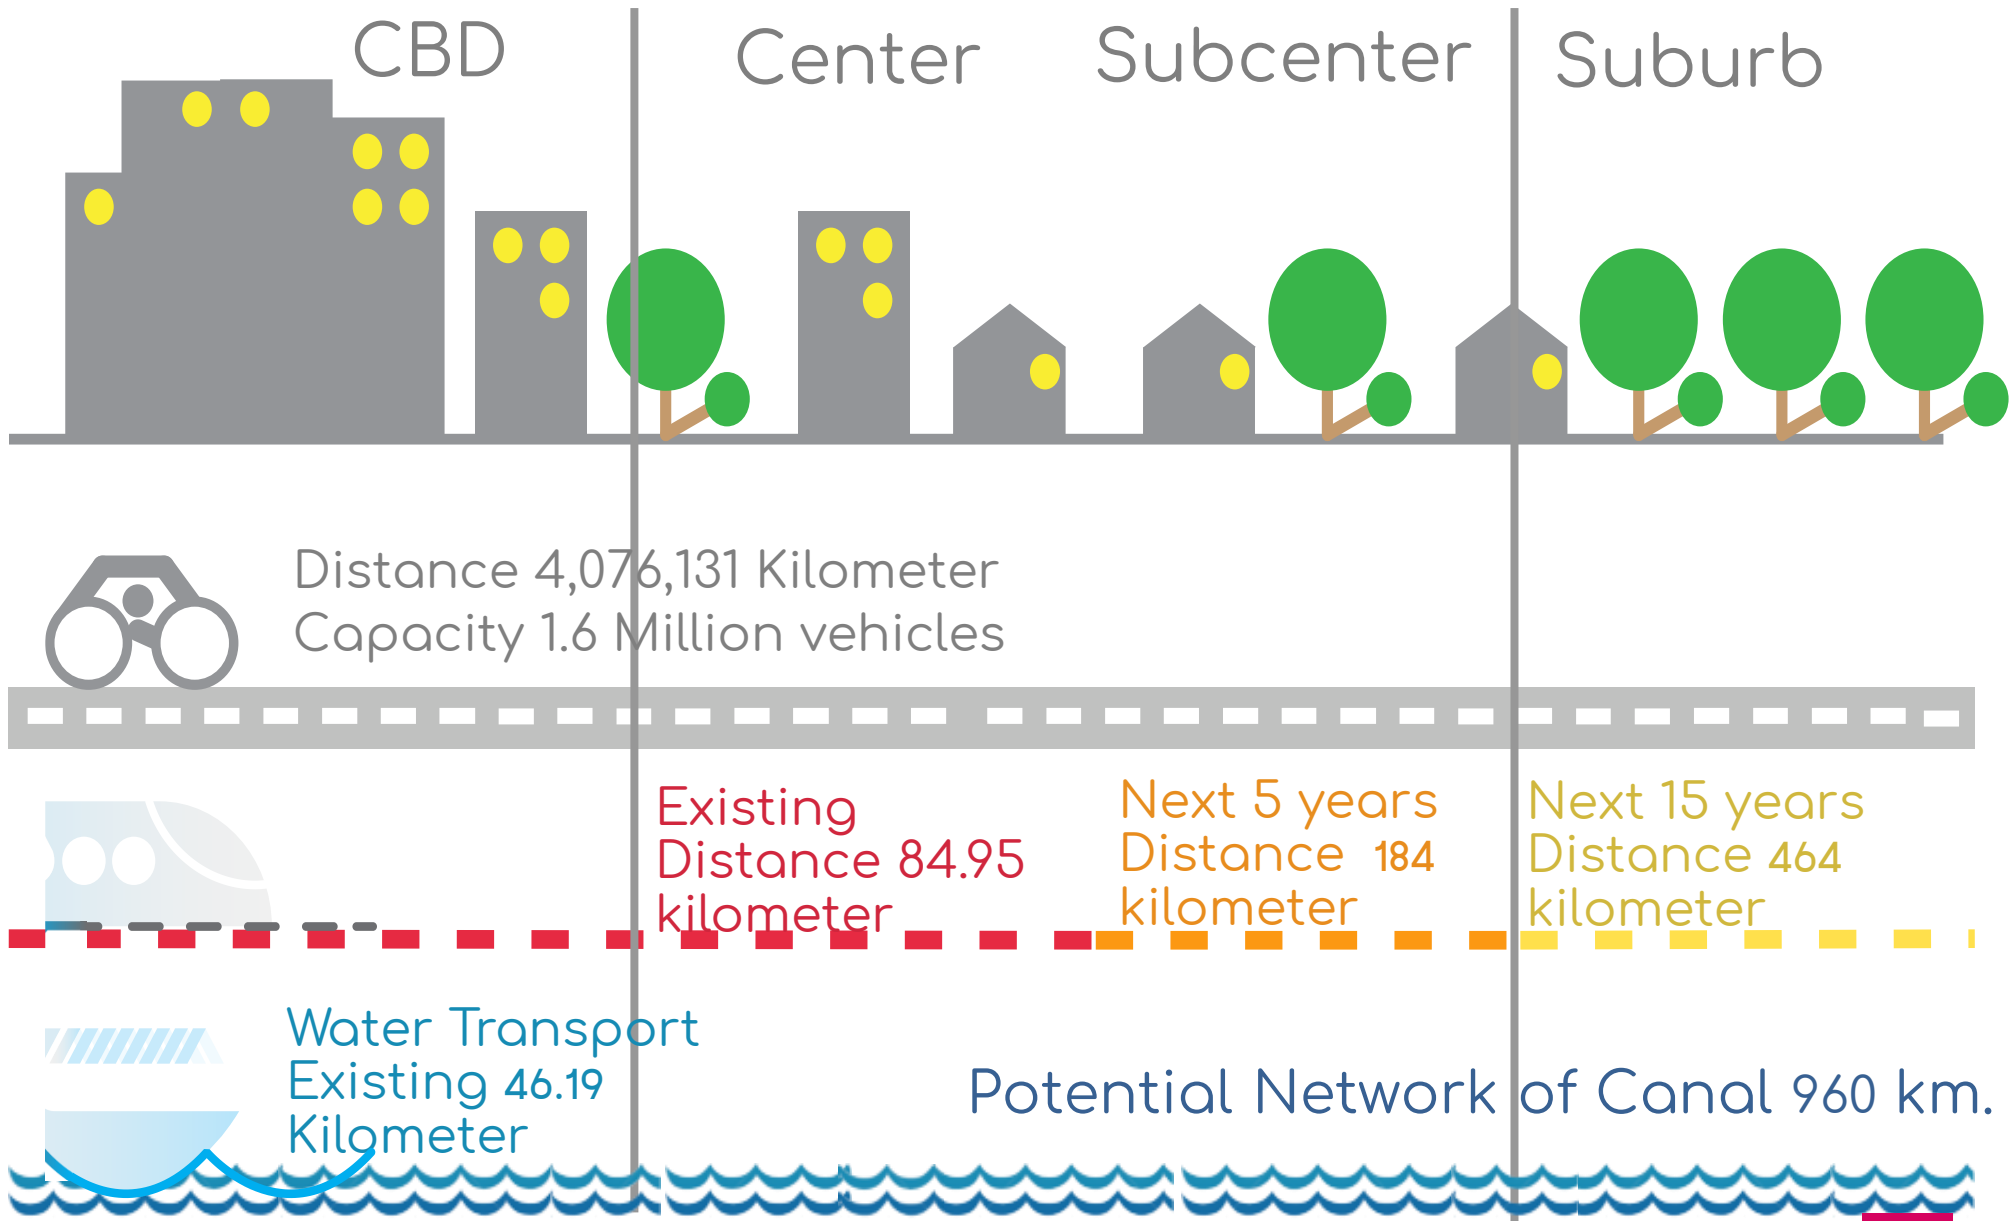 CBD
Center
Subcenter
Suburb
Distance 4,076,131 Kilometer
Capacity 1.6 Million vehicles
Existing
Distance 84.95
kilometer
Next 5 years
Distance 184
kilometer
Next 15 years
Distance 464
kilometer
Water Transport
Existing 46.19
Kilometer
Potential Network of Canal 960 km.